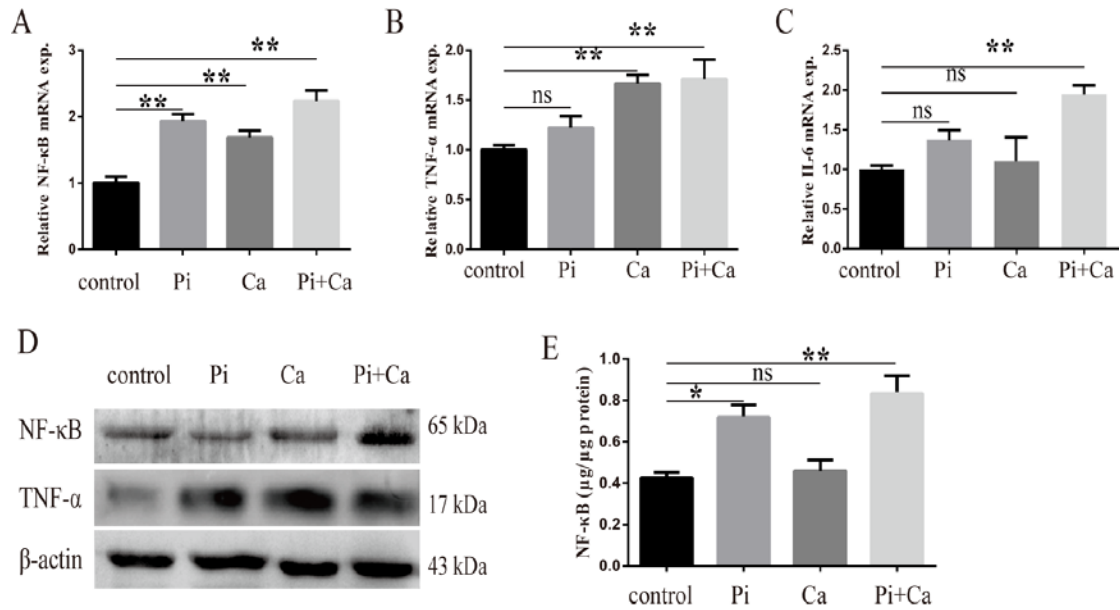 A
Relative NF-κB mRNA exp.
3
2
1
0
**
**
**
control Pi Ca Pi+Ca
B
Relative TNF-α mRNA exp.
2.0
1.5
1.0
0.5
0.0
**
**
ns
control Pi Ca Pi+Ca
C
Relative IL-6 mRNA exp.
2.5
2.0
1.5
1.0
0.5
0.0
**
ns
ns
control Pi Ca Pi+Ca
D
control Pi Ca Pi+Ca
NF-κB 65 kDa
TNF-α 17 kDa
β-actin 43 kDa
E
NF-κB (μg/μg protein)
1.0
0.8
0.6
0.4
0.2
0.0
**
ns
*
control Pi Ca Pi+Ca